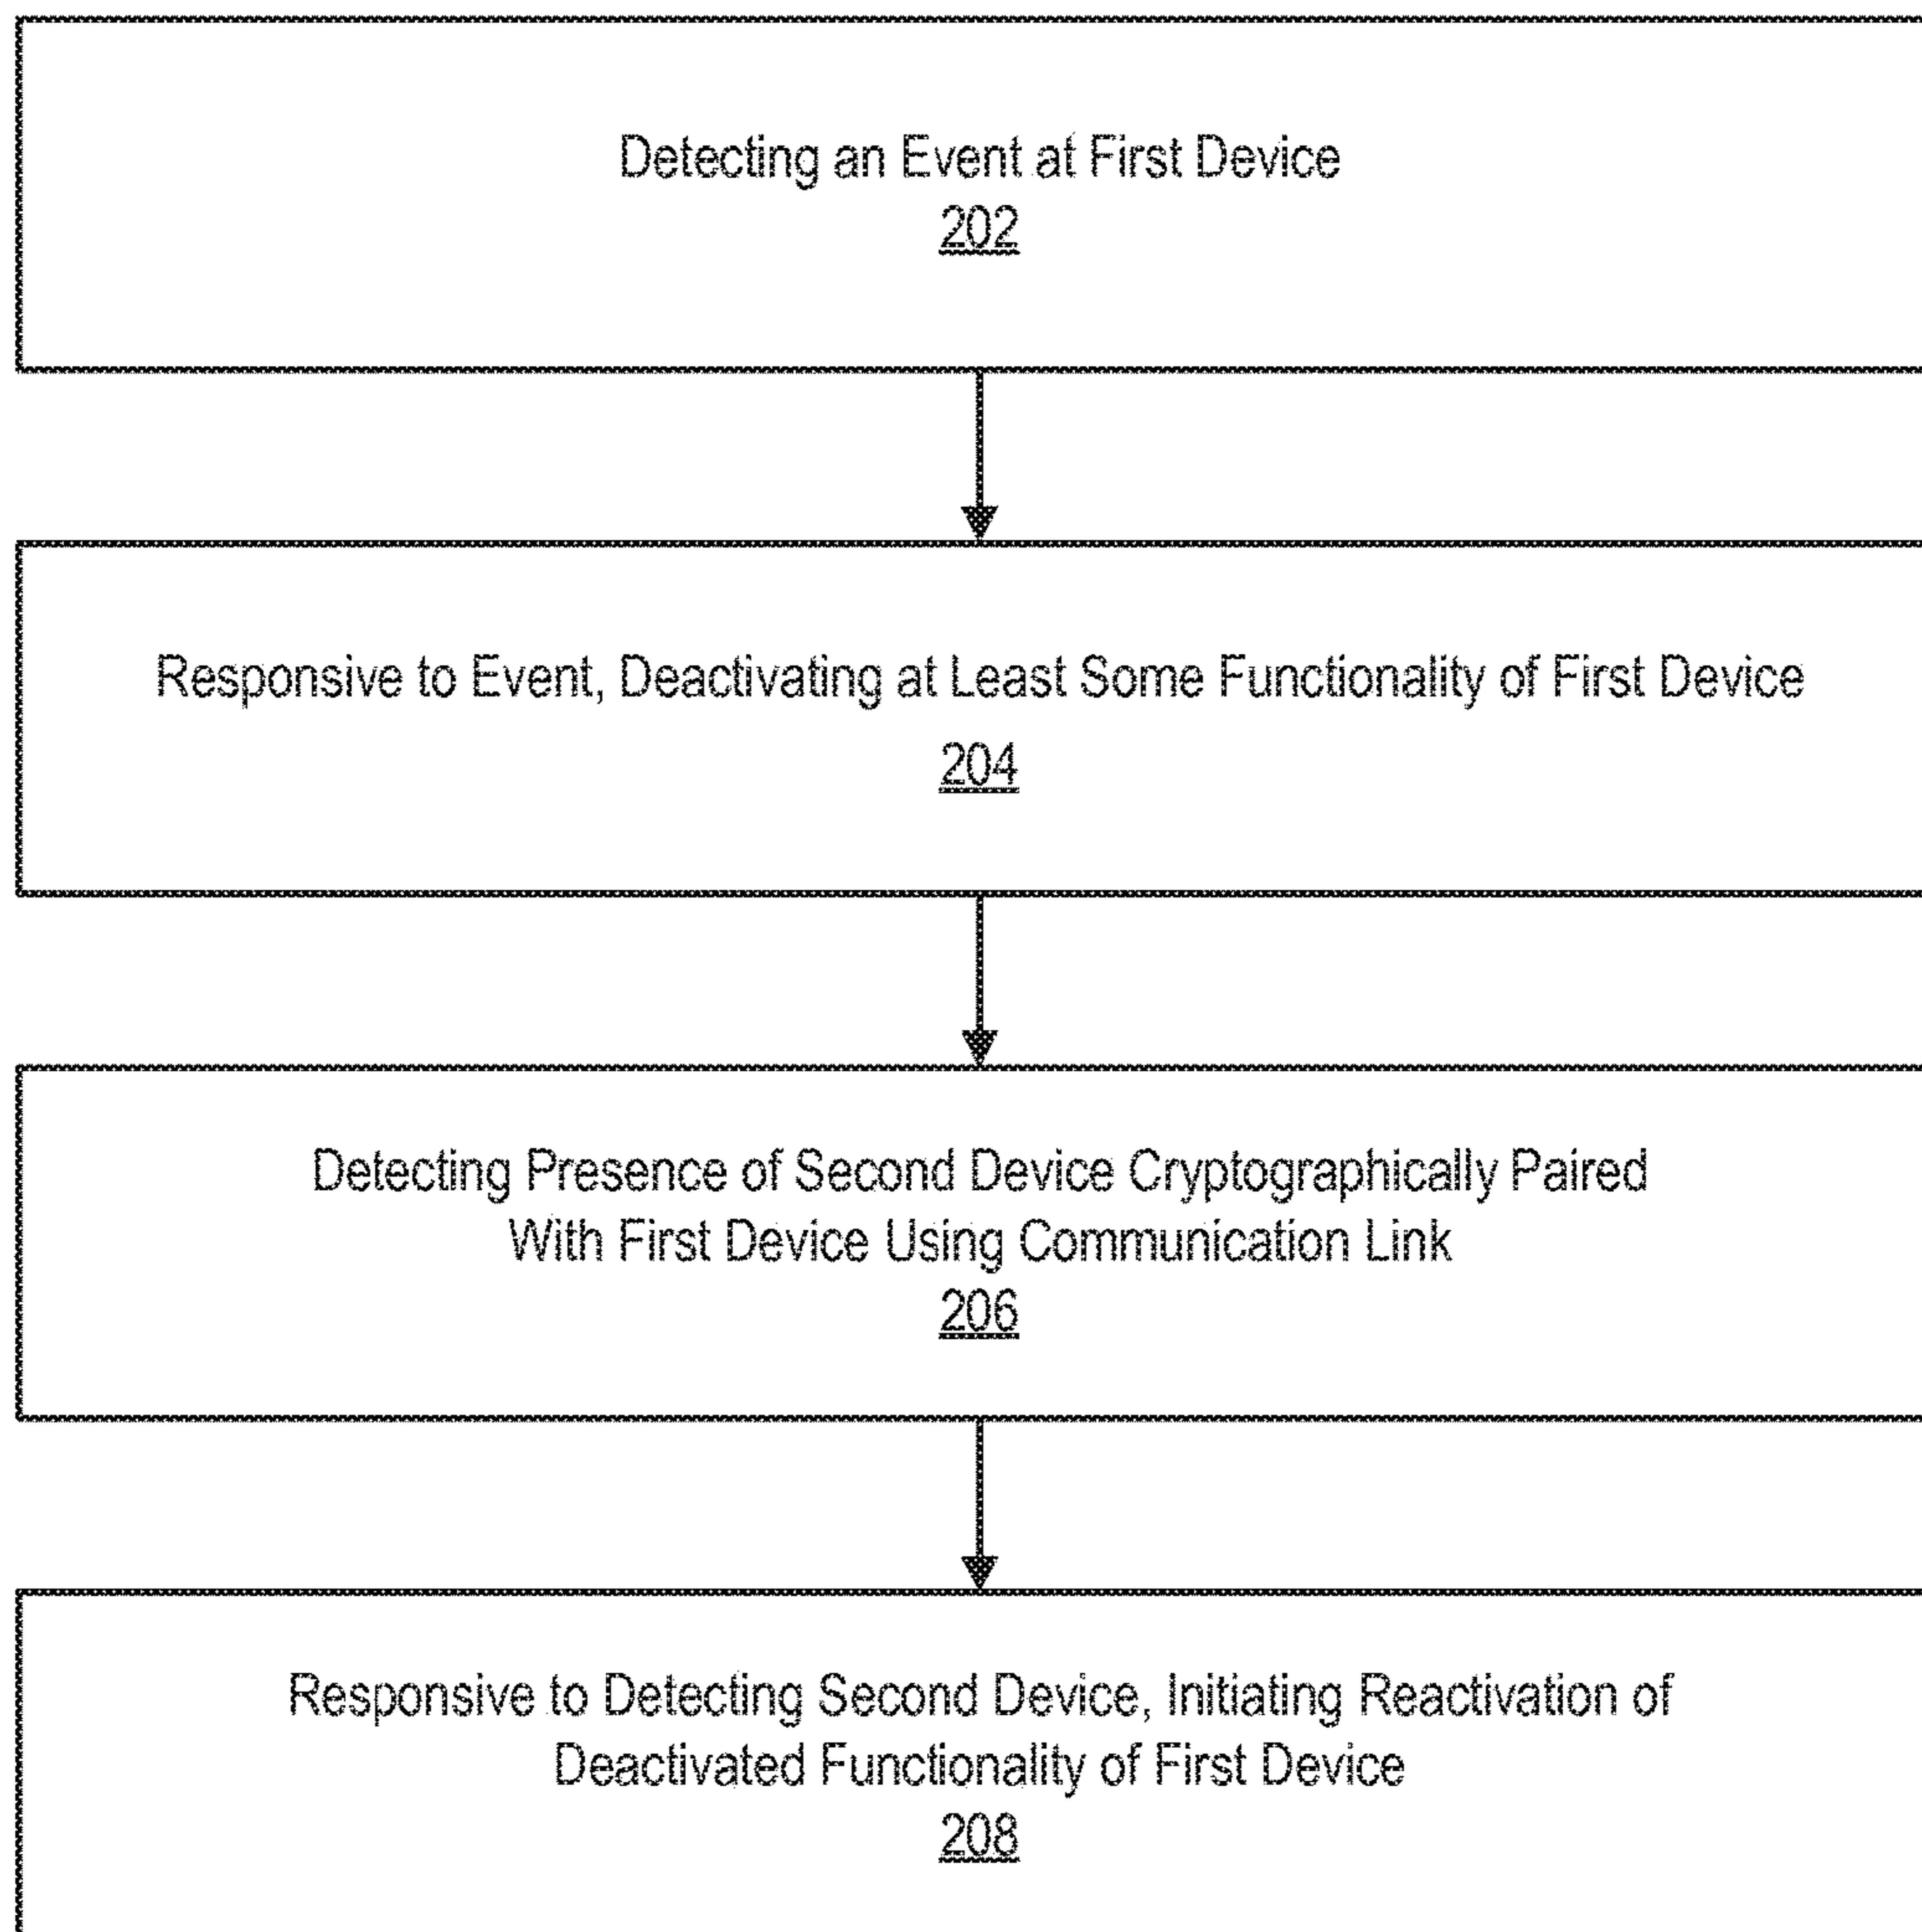 Detecting an Event at First Device
202
Responsive to Event, Deactivating at Least Some Functionality of First Device
204
Detecting Presence of Second Device Cryptographically Paired
With First Device Using Communication Link
206
Responsive to Detecting Second Device, Initiating Reactivation of
Deactivated Functionality of First Device
208